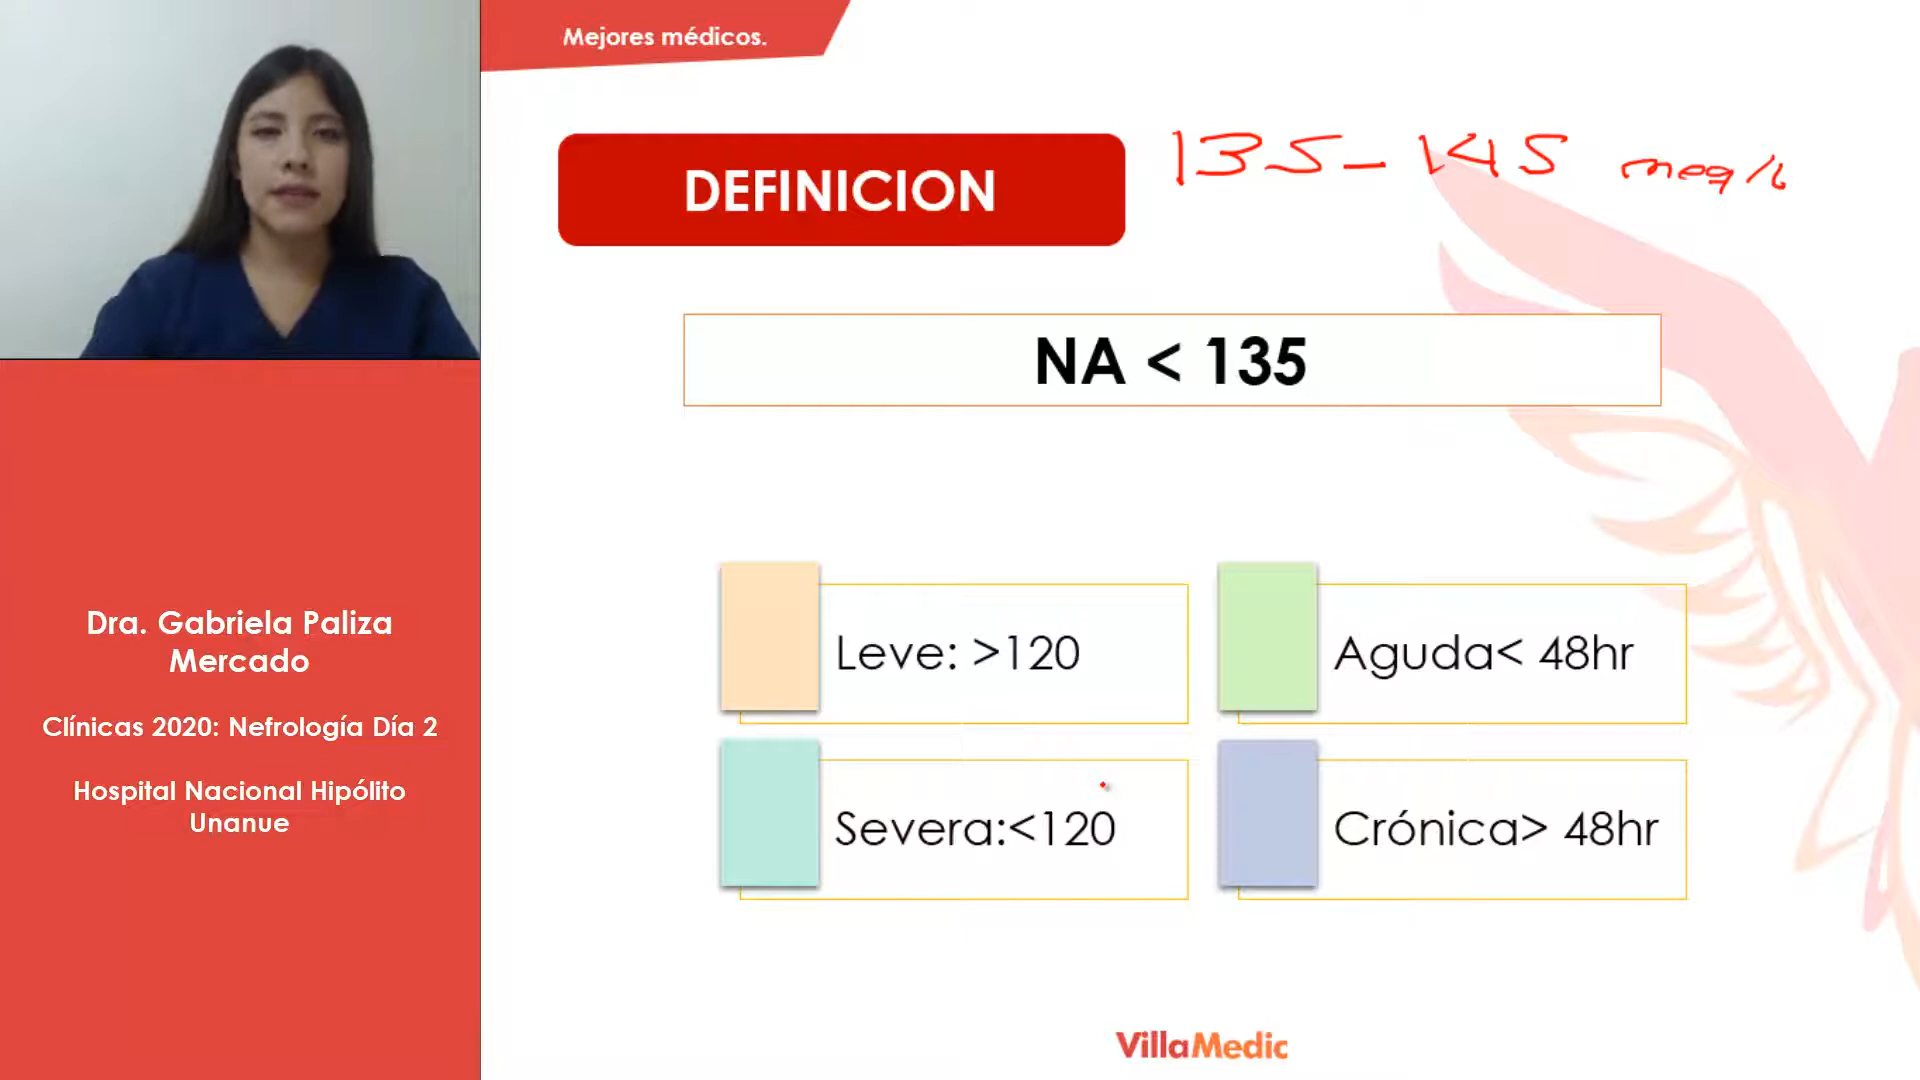 Mejores médicos.
DEFINICION
135 - 145 meq/L
NA < 135
Leve: >120
Aguda< 48hr
Severa:<120
Crónica> 48hr
Dra. Gabriela Paliza
Mercado
Clínicas 2020: Nefrología Día 2
Hospital Nacional Hipólito
Unanue
VillaMedic